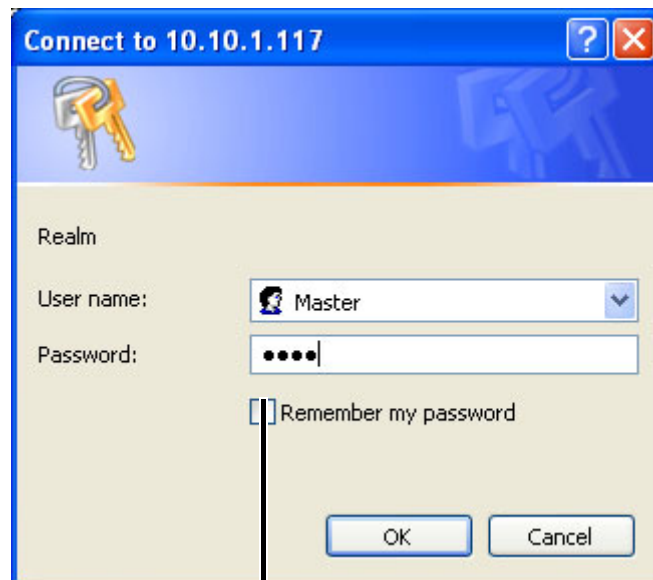 Connect to 10.10.1.117
?
Realm
User name:
Master
Password:
••••
Remember my password
OK
Cancel